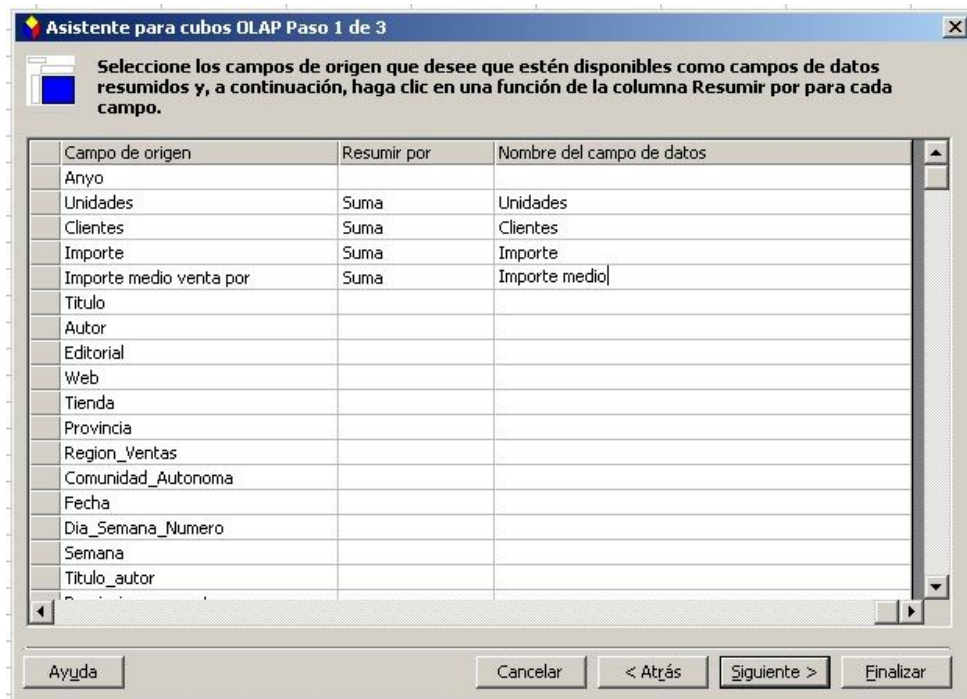 Asistente para cubos OLAP Paso 1 de 3
Seleccione los campos de origen que desee que estén disponibles como campos de datos
resumidos y, a continuación, haga clic en una función de la columna Resumir por para cada
campo.
Campo de origen Resumir por Nombre del campo de datos
Anyo
Unidades Suma Unidades
Clientes Suma Clientes
Importe Suma Importe
Importe medio venta por Suma Importe medio
Titulo
Autor
Editorial
Web
Tienda
Provincia
Region_Ventas
Comunidad_Autonoma
Fecha
Dia_Semana_Numero
Semana
Titulo_autor
Ayuda Cancelar < Atrás Siguiente > Finalizar